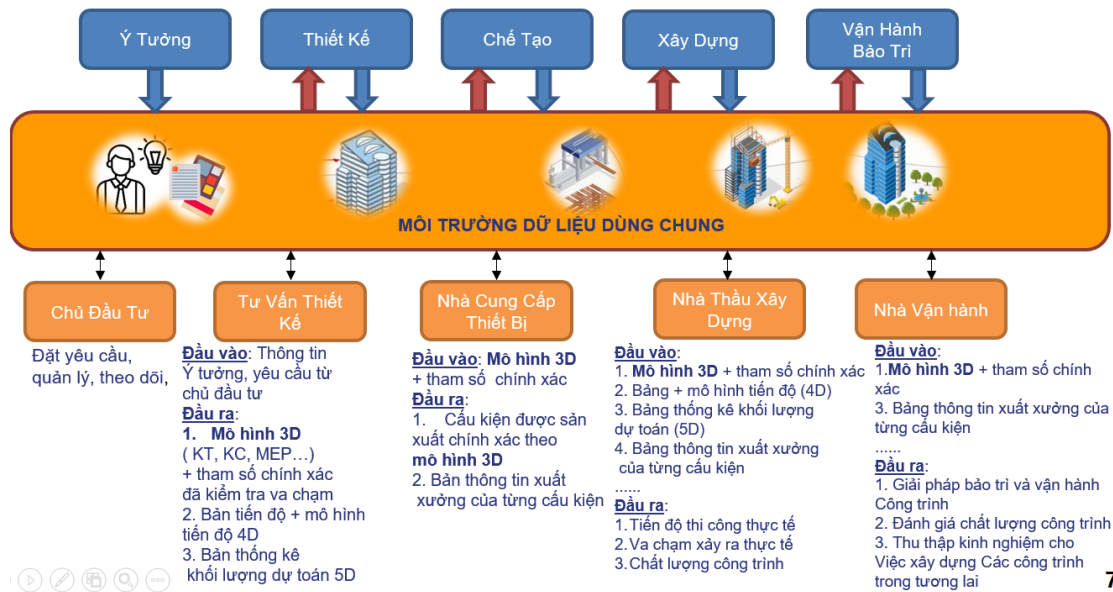 Ý Tưởng
Thiết Kế
Chế Tạo
Xây Dựng
Vận Hành
Bảo Trì
MÔI TRƯỜNG DỮ LIỆU DÙNG CHUNG
Chủ Đầu Tư
Đặt yêu cầu,
quản lý, theo dõi,
Tư Vấn Thiết
Kế
Đầu vào: Thông tin
Ý tưởng, yêu cầu từ
chủ đầu tư
Đầu ra:
1. Mô hình 3D
( KT, KC, MEP...)
+ tham số chính xác
đã kiểm tra va chạm
2. Bản tiến độ + mô hình
tiến độ 4D
3. Bản thống kê
khối lượng dự toán 5D
Nhà Cung Cấp
Thiết Bị
Đầu vào: Mô hình 3D
+ tham số chính xác
Đầu ra:
1. Cấu kiện được sản
xuất chính xác theo
mô hình 3D
2. Bản thông tin xuất
xưởng của từng cấu kiện
Nhà Thầu Xây
Dựng
Đầu vào:
1. Mô hình 3D + tham số chính xác
2. Bảng + mô hình tiến độ (4D)
3. Bảng thống kê khối lượng
dự toán (5D)
4. Bảng thông tin xuất xưởng
của từng cấu kiện
......
Đầu ra:
1.Tiến độ thi công thực tế
2.Va chạm xảy ra thực tế
3.Chất lượng công trình
Nhà Vận hành
Đầu vào:
1.Mô hình 3D + tham số chính
xác
3. Bảng thông tin xuất xưởng của
từng cấu kiện
......
Đầu ra:
1. Giải pháp bảo trì và vận hành
Công trình
2. Đánh giá chất lượng công trình
3. Thu thập kinh nghiệm cho
Việc xây dựng Các công trình
trong tương lai
7